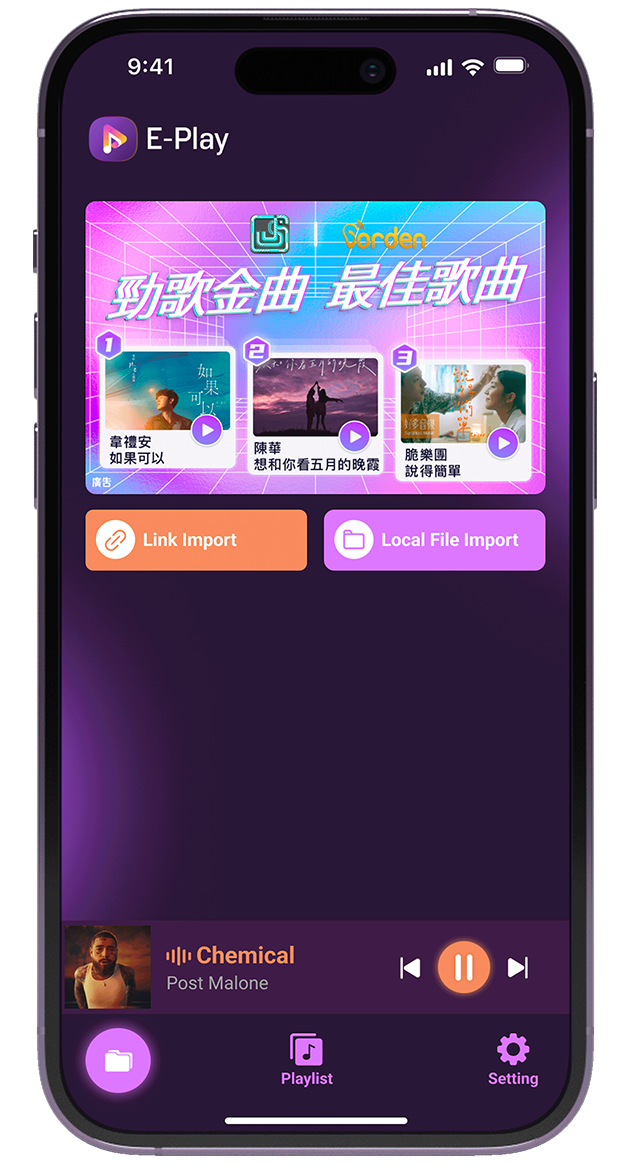 9:41
E-Play
Vorden
勁歌金曲 最佳歌曲
1
2
3
如果可以
韋禮安
如果可以
陳華
想和你看五月的晚霞
脆樂團
說得簡單
廣告
Link Import
Local File Import
Chemical
Post Malone
Playlist
Setting